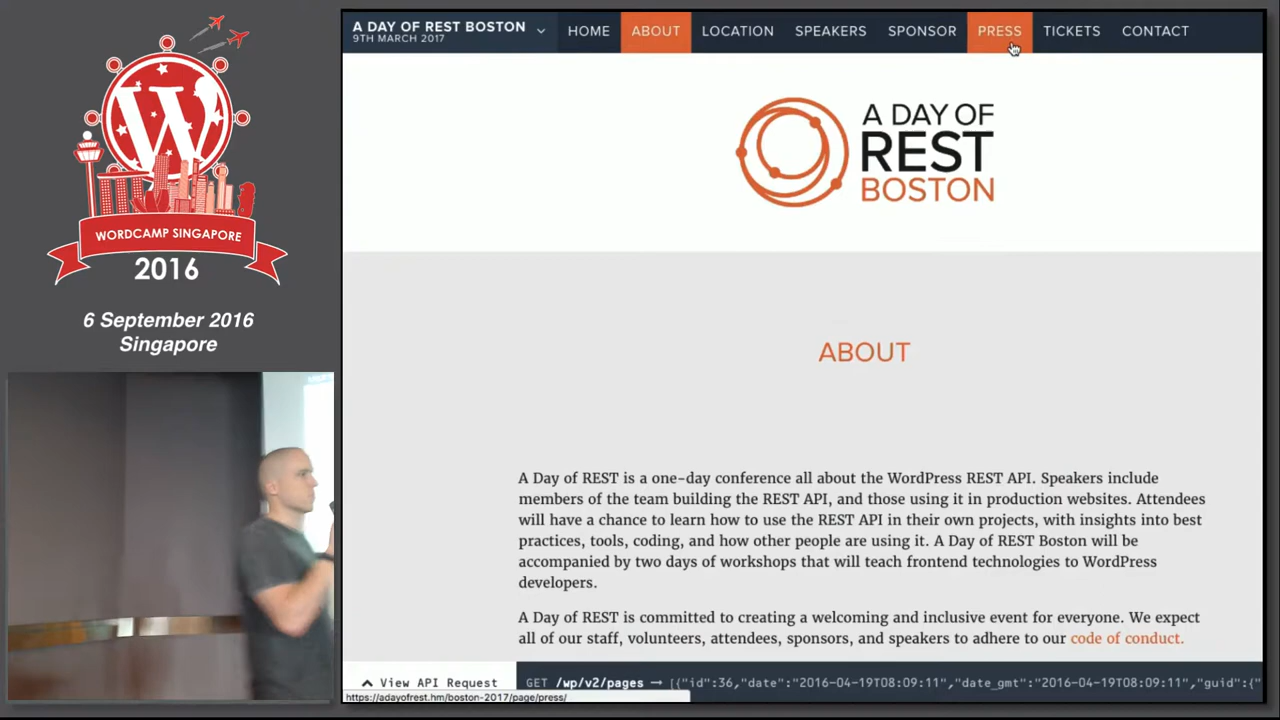 W
WORDCAMP SINGAPORE
2016
6 September 2016
Singapore
A DAY OF REST BOSTON
9TH MARCH 2017
HOME ABOUT LOCATION SPEAKERS SPONSOR PRESS TICKETS CONTACT
A DAY OF
REST
BOSTON
ABOUT
A Day of REST is a one-day conference all about the WordPress REST API. Speakers include
members of the team building the REST API, and those using it in production websites. Attendees
will have a chance to learn how to use the REST API in their own projects, with insights into best
practices, tools, coding, and how other people are using it. A Day of REST Boston will be
accompanied by two days of workshops that will teach frontend technologies to WordPress
developers.
A Day of REST is committed to creating a welcoming and inclusive event for everyone. We expect
all of our staff, volunteers, attendees, sponsors, and speakers to adhere to our code of conduct.
View API Request
GET /wp/v2/pages → [{"id":36,"date":"2016-04-19T08:09:11","date_gmt":"2016-04-19T08:09:11","guid":{"
https://adayofrest.hm/boston-2017/page/press/